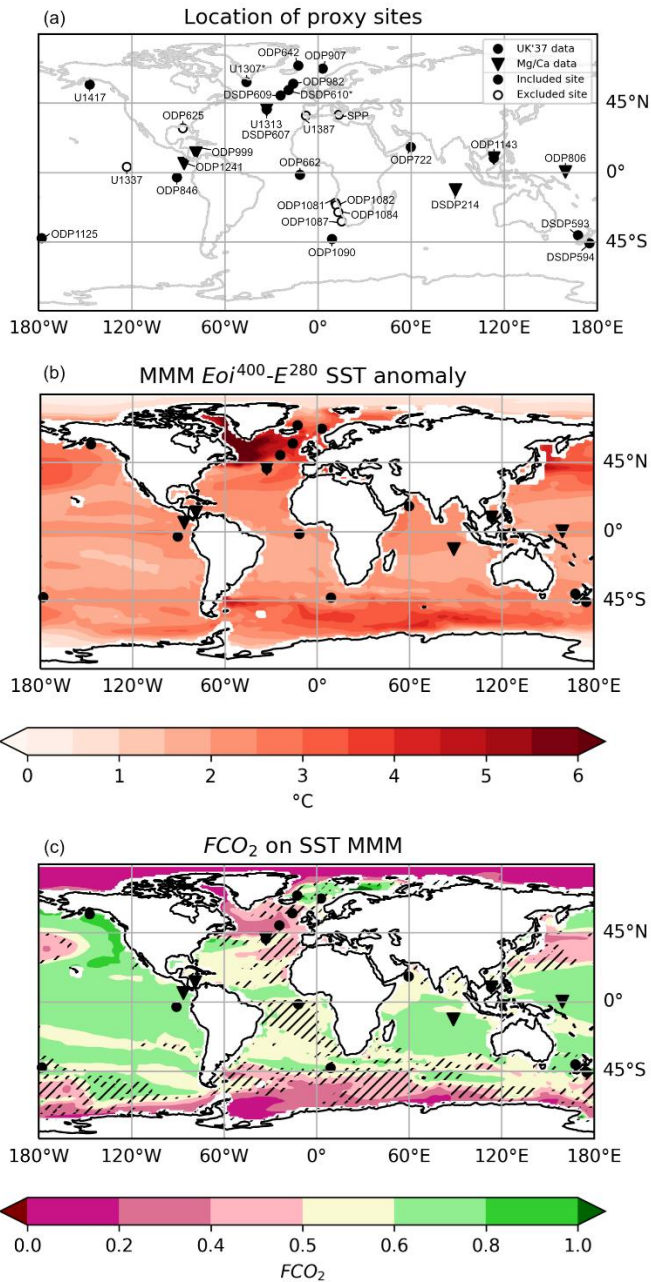 (a) Location of proxy sites
ODP642
ODP907
UK'37 data
Mg/Ca data
Included site
Excluded site
U1307*
ODP982
U1417
DSDP609
DSDP610*
45°N
ODP625
U1313
DSDP607
U1387
SPP
ODP999
ODP1143
ODP1241
ODP662
ODP722
ODP806
0°
U1337
ODP846
ODP1081
ODP1082
DSDP214
ODP1084
ODP1087
DSDP593
ODP1125
45°S
ODP1090
DSDP594
180°W 120°W 60°W 0° 60°E 120°E 180°E
(b) MMM Eoi⁴⁰⁰-E²⁸⁰ SST anomaly
45°N
0°
45°S
180°W 120°W 60°W 0° 60°E 120°E 180°E
0 1 2 3 4 5 6
°C
(c) FCO₂ on SST MMM
45°N
0°
45°S
180°W 120°W 60°W 0° 60°E 120°E 180°E
0.0 0.2 0.4 0.5 0.6 0.8 1.0
FCO₂